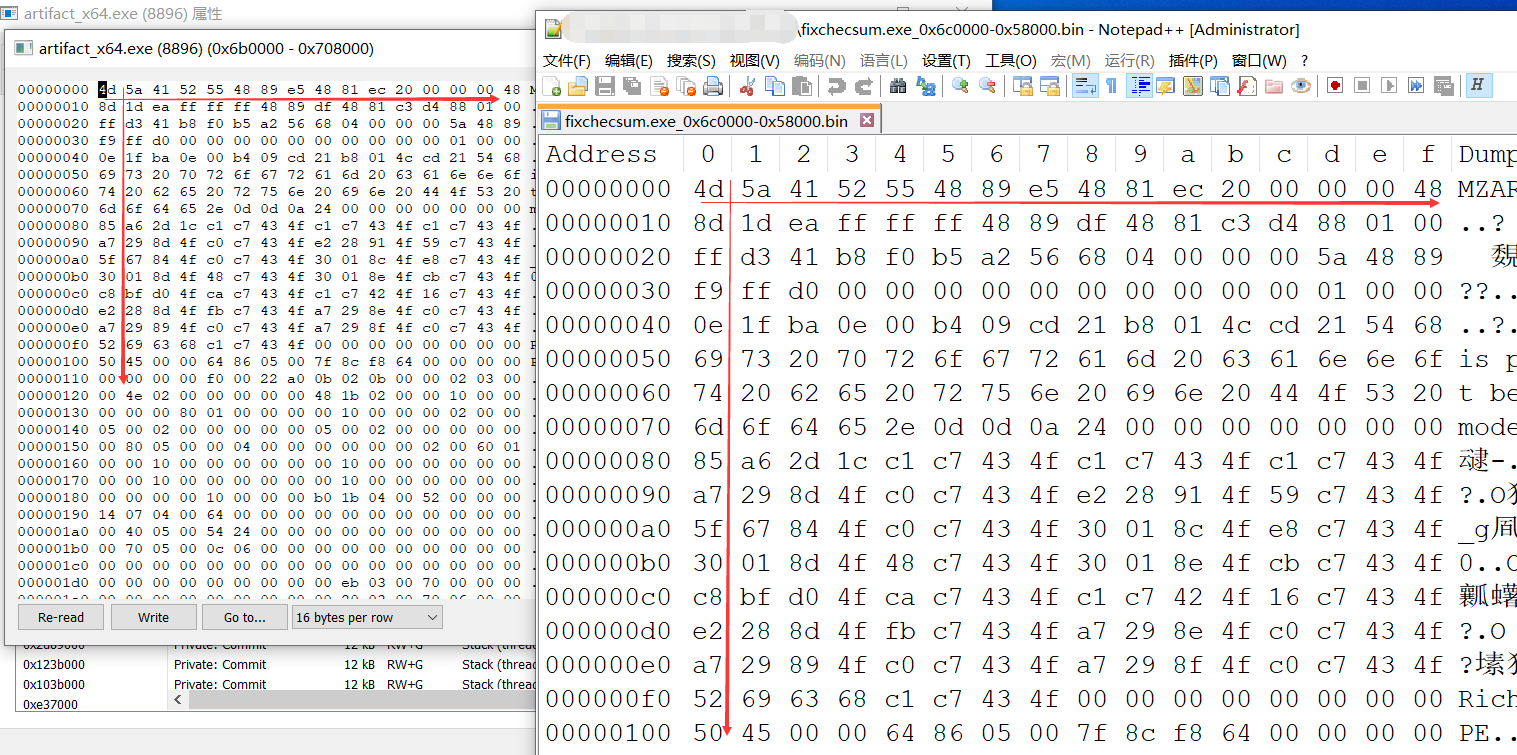 artifact_x64.exe (8896) 属性
artifact_x64.exe (8896) (0x6b0000 - 0x708000)
00000000 4d 5a 41 52 55 48 89 e5 48 81 ec 20 00 00 00 48 M
00000010 8d 1d ea ff ff ff 48 89 df 48 81 c3 d4 88 01 00 .
00000020 ff d3 41 b8 f0 b5 a2 56 68 04 00 00 00 5a 48 89 .
00000030 f9 ff d0 00 00 00 00 00 00 00 00 00 00 01 00 00 .
00000040 0e 1f ba 0e 00 b4 09 cd 21 b8 01 4c cd 21 54 68 .
00000050 69 73 20 70 72 6f 67 72 61 6d 20 63 61 6e 6e 6f i
00000060 74 20 62 65 20 72 75 6e 20 69 6e 20 44 4f 53 20 t
00000070 6d 6f 64 65 2e 0d 0d 0a 24 00 00 00 00 00 00 00 m
00000080 85 a6 2d 1c c1 c7 43 4f c1 c7 43 4f c1 c7 43 4f .
00000090 a7 29 8d 4f c0 c7 43 4f e2 28 91 4f 59 c7 43 4f .
000000a0 5f 67 84 4f c0 c7 43 4f 30 01 8c 4f e8 c7 43 4f _
000000b0 30 01 8d 4f 48 c7 43 4f 30 01 8e 4f cb c7 43 4f 0
000000c0 c8 bf d0 4f ca c7 43 4f c1 c7 42 4f 16 c7 43 4f .
000000d0 e2 28 8d 4f fb c7 43 4f a7 29 8e 4f c0 c7 43 4f .
000000e0 a7 29 89 4f c0 c7 43 4f a7 29 8f 4f c0 c7 43 4f .
000000f0 52 69 63 68 c1 c7 43 4f 00 00 00 00 00 00 00 00 R
00000100 50 45 00 00 64 86 05 00 7f 8c f8 64 00 00 00 00 P
00000110 00 00 00 00 f0 00 22 a0 0b 02 0b 00 00 02 03 00 .
00000120 00 4e 02 00 00 00 00 00 48 1b 02 00 00 10 00 00 .
00000130 00 00 00 80 01 00 00 00 00 10 00 00 00 02 00 00 .
00000140 05 00 02 00 00 00 00 00 05 00 02 00 00 00 00 00 .
00000150 00 80 05 00 00 04 00 00 00 00 00 00 02 00 60 01 .
00000160 00 00 10 00 00 00 00 00 00 10 00 00 00 00 00 00 .
00000170 00 00 10 00 00 00 00 00 00 10 00 00 00 00 00 00 .
00000180 00 00 00 00 10 00 00 00 b0 1b 04 00 52 00 00 00 .
00000190 14 07 04 00 64 00 00 00 00 00 00 00 00 00 00 00 .
000001a0 00 40 05 00 54 24 00 00 00 00 00 00 00 00 00 00 .
000001b0 00 70 05 00 0c 06 00 00 00 00 00 00 00 00 00 00 .
000001c0 00 00 00 00 00 00 00 00 00 00 00 00 00 00 00 00 .
000001d0 00 00 00 00 00 00 00 00 00 eb 03 00 70 00 00 00 .
Re-read Write Go to... 16 bytes per row
0x123b000 Private: Commit 12 kB RW+G Stack (threa
0x103b000 Private: Commit 12 kB RW+G Stack (threa
0xe37000
\fixchecsum.exe_0x6c0000-0x58000.bin - Notepad++ [Administrator]
文件(F) 编辑(E) 搜索(S) 视图(V) 编码(N) 语言(L) 设置(T) 工具(O) 宏(M) 运行(R) 插件(P) 窗口(W) ?
fixchecsum.exe_0x6c0000-0x58000.bin
Address 0 1 2 3 4 5 6 7 8 9 a b c d e f Dump
00000000 4d 5a 41 52 55 48 89 e5 48 81 ec 20 00 00 00 48 MZAR
00000010 8d 1d ea ff ff ff 48 89 df 48 81 c3 d4 88 01 00 ..?
00000020 ff d3 41 b8 f0 b5 a2 56 68 04 00 00 00 5a 48 89
00000030 f9 ff d0 00 00 00 00 00 00 00 00 00 00 01 00 00 ??..
00000040 0e 1f ba 0e 00 b4 09 cd 21 b8 01 4c cd 21 54 68 ..?.
00000050 69 73 20 70 72 6f 67 72 61 6d 20 63 61 6e 6e 6f is p
00000060 74 20 62 65 20 72 75 6e 20 69 6e 20 44 4f 53 20 t be
00000070 6d 6f 64 65 2e 0d 0d 0a 24 00 00 00 00 00 00 00 mode
00000080 85 a6 2d 1c c1 c7 43 4f c1 c7 43 4f c1 c7 43 4f
00000090 a7 29 8d 4f c0 c7 43 4f e2 28 91 4f 59 c7 43 4f ?.O
000000a0 5f 67 84 4f c0 c7 43 4f 30 01 8c 4f e8 c7 43 4f _g
000000b0 30 01 8d 4f 48 c7 43 4f 30 01 8e 4f cb c7 43 4f 0..O
000000c0 c8 bf d0 4f ca c7 43 4f c1 c7 42 4f 16 c7 43 4f
000000d0 e2 28 8d 4f fb c7 43 4f a7 29 8e 4f c0 c7 43 4f ?.O
000000e0 a7 29 89 4f c0 c7 43 4f a7 29 8f 4f c0 c7 43 4f
000000f0 52 69 63 68 c1 c7 43 4f 00 00 00 00 00 00 00 00 Rich
00000100 50 45 00 00 64 86 05 00 7f 8c f8 64 00 00 00 00 PE..